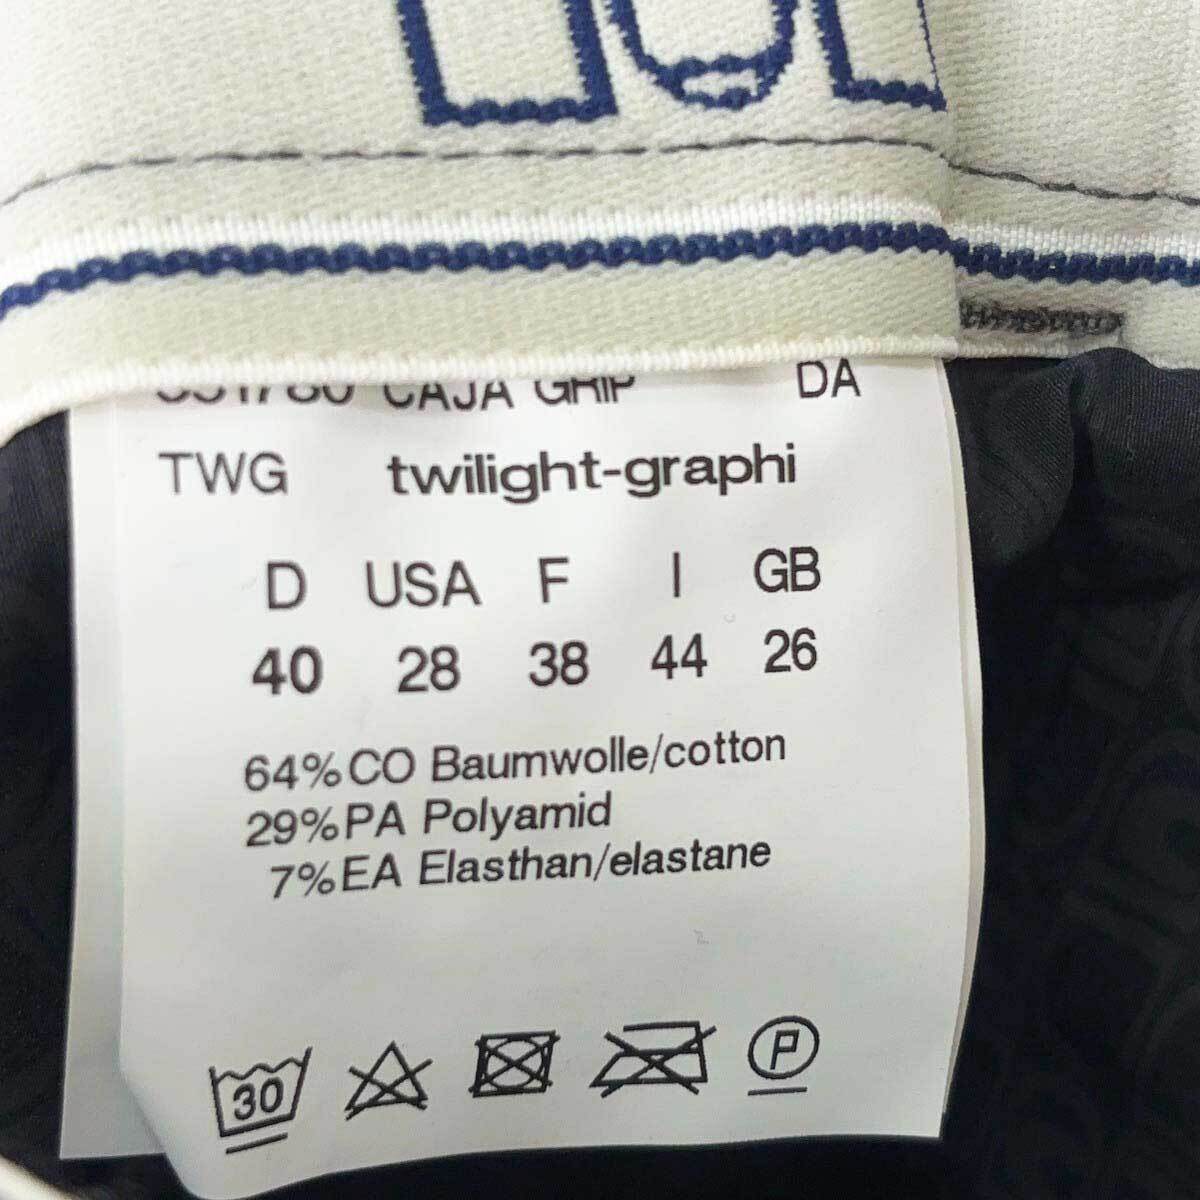 CAJA GRIP DA
TWG twilight-graphi
D USA F I GB
40 28 38 44 26
64%CO Baumwolle/cotton
29%PA Polyamid
7%EA Elasthan/elastane
30 P